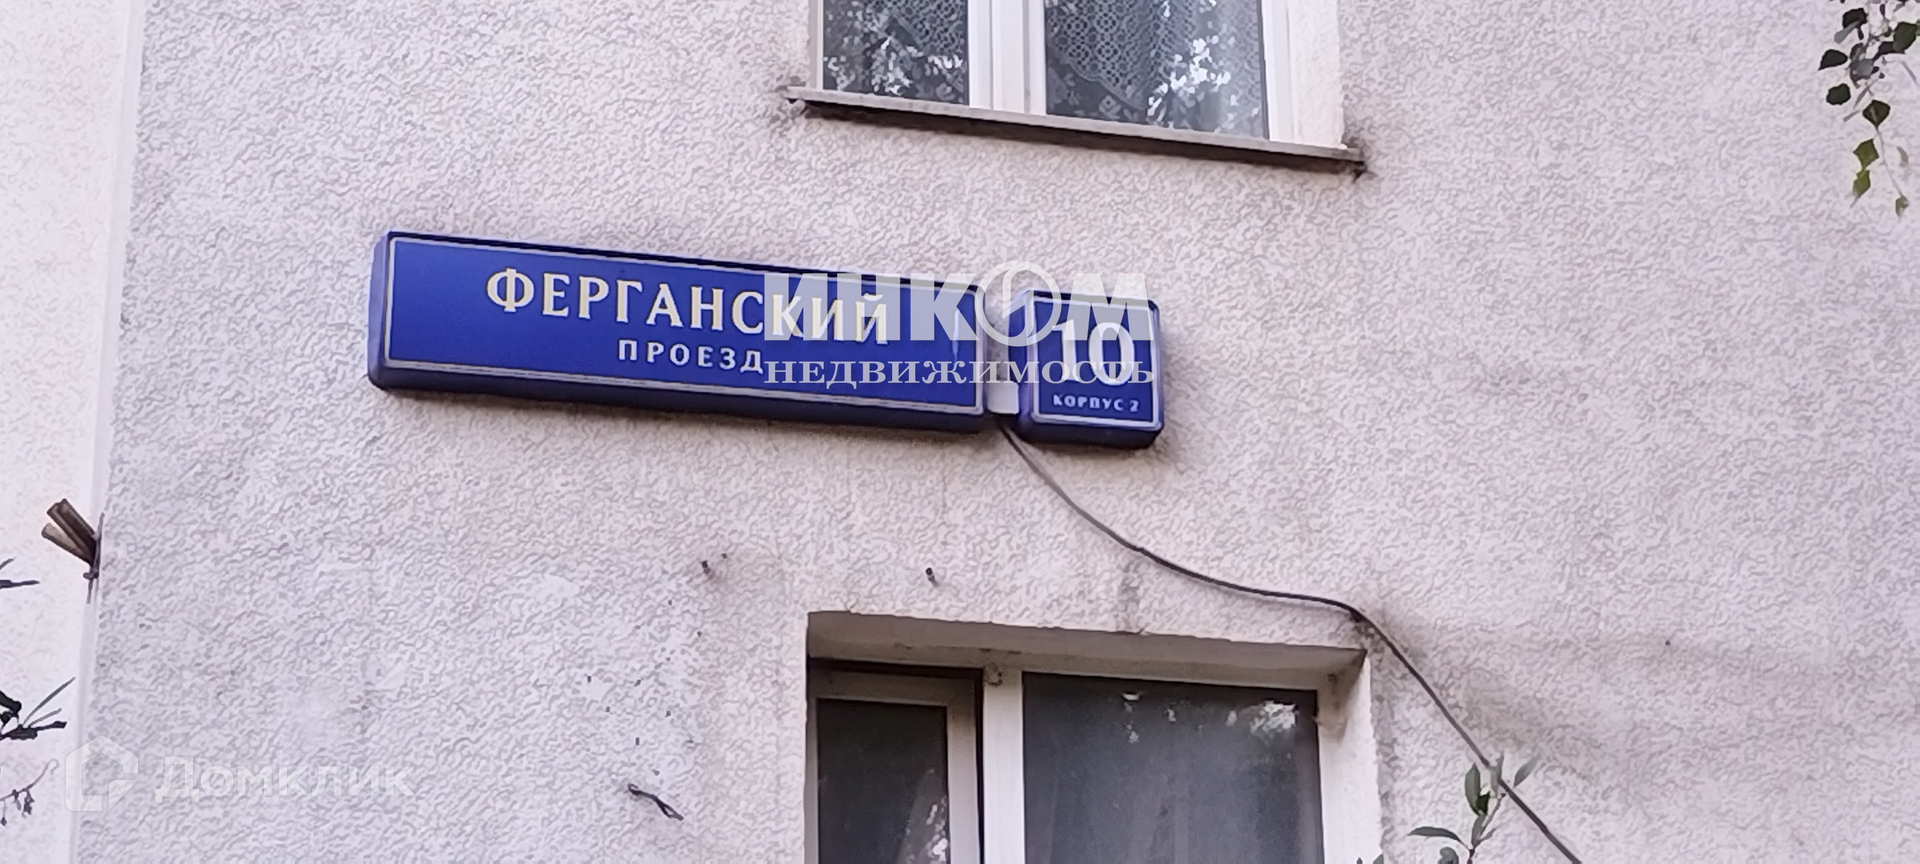 ФЕРГАНСКИЙ
ПРОЕЗД
10
КОРПУС 2
ИНКОМ
НЕДВИЖИМОСТЬ
Домклик